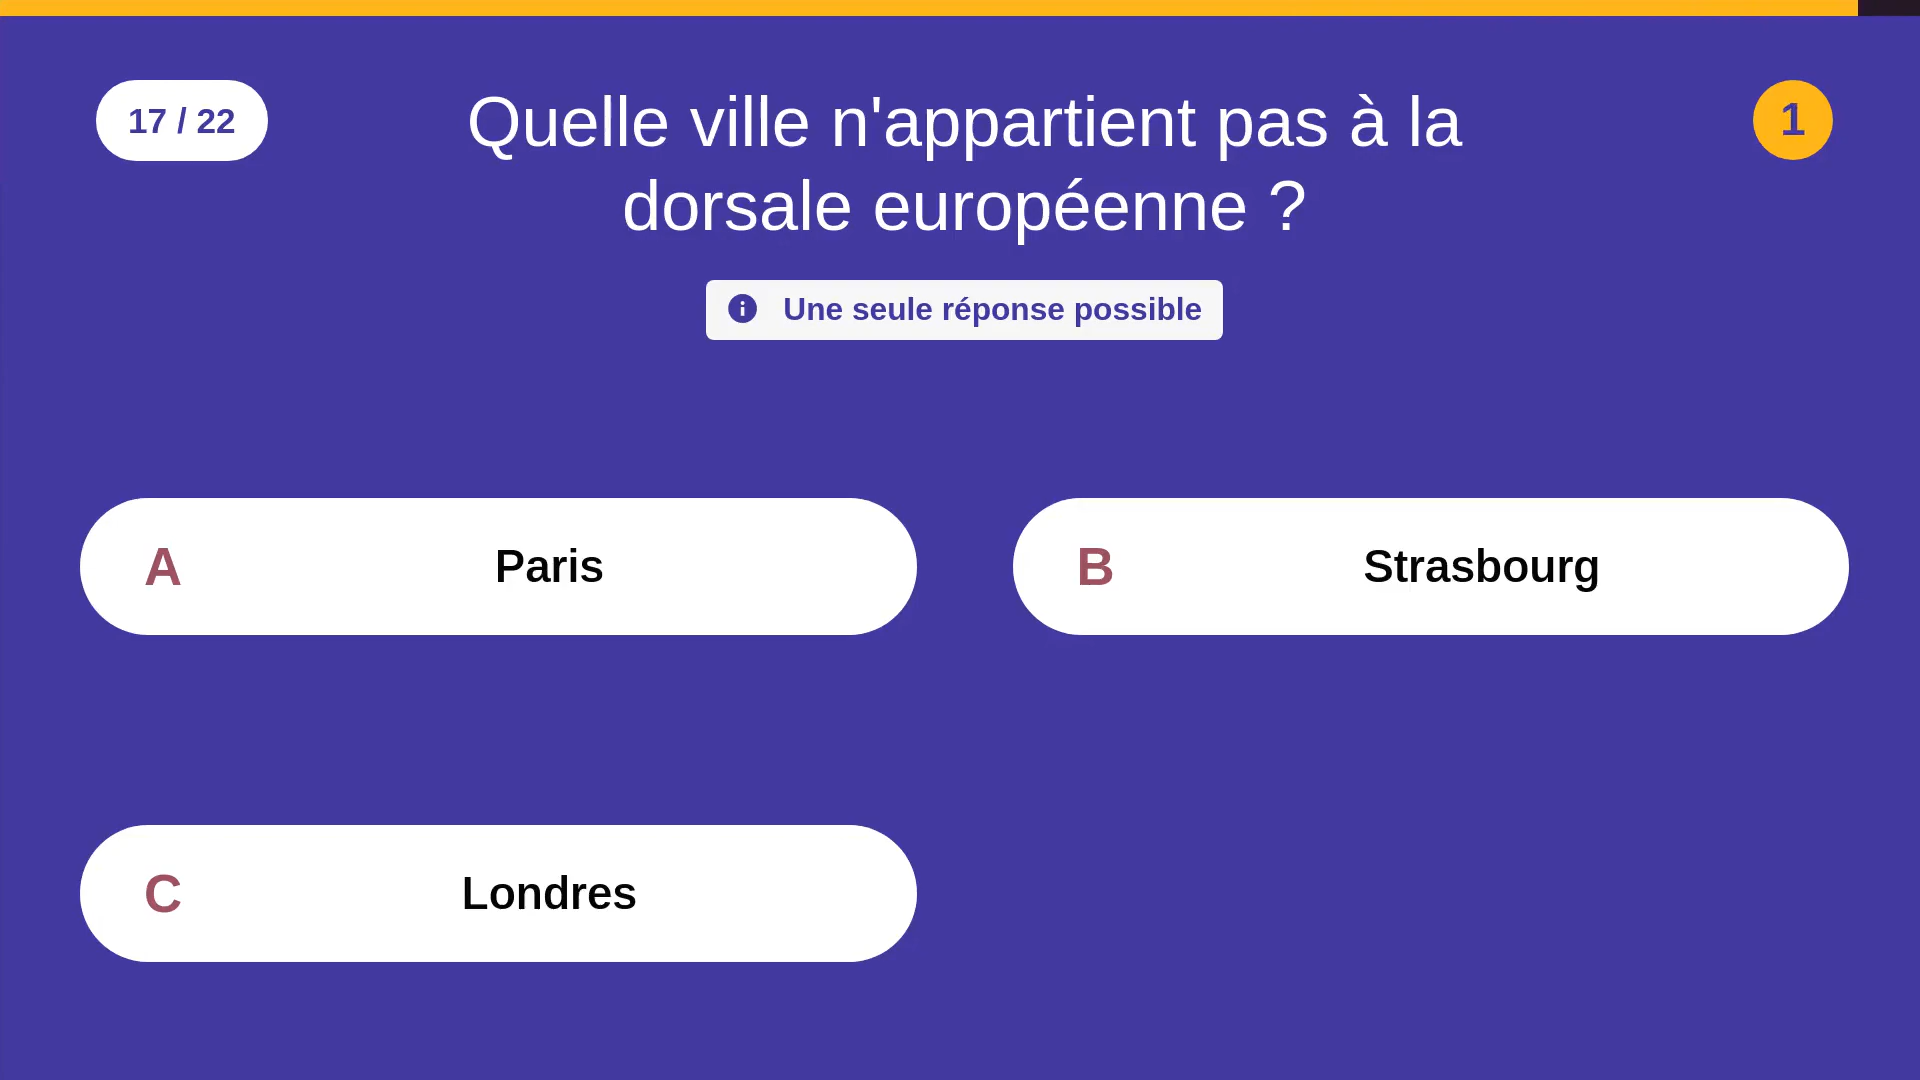 17 / 22
Quelle ville n'appartient pas à la
dorsale européenne ?
1
Une seule réponse possible
A Paris
B Strasbourg
C Londres